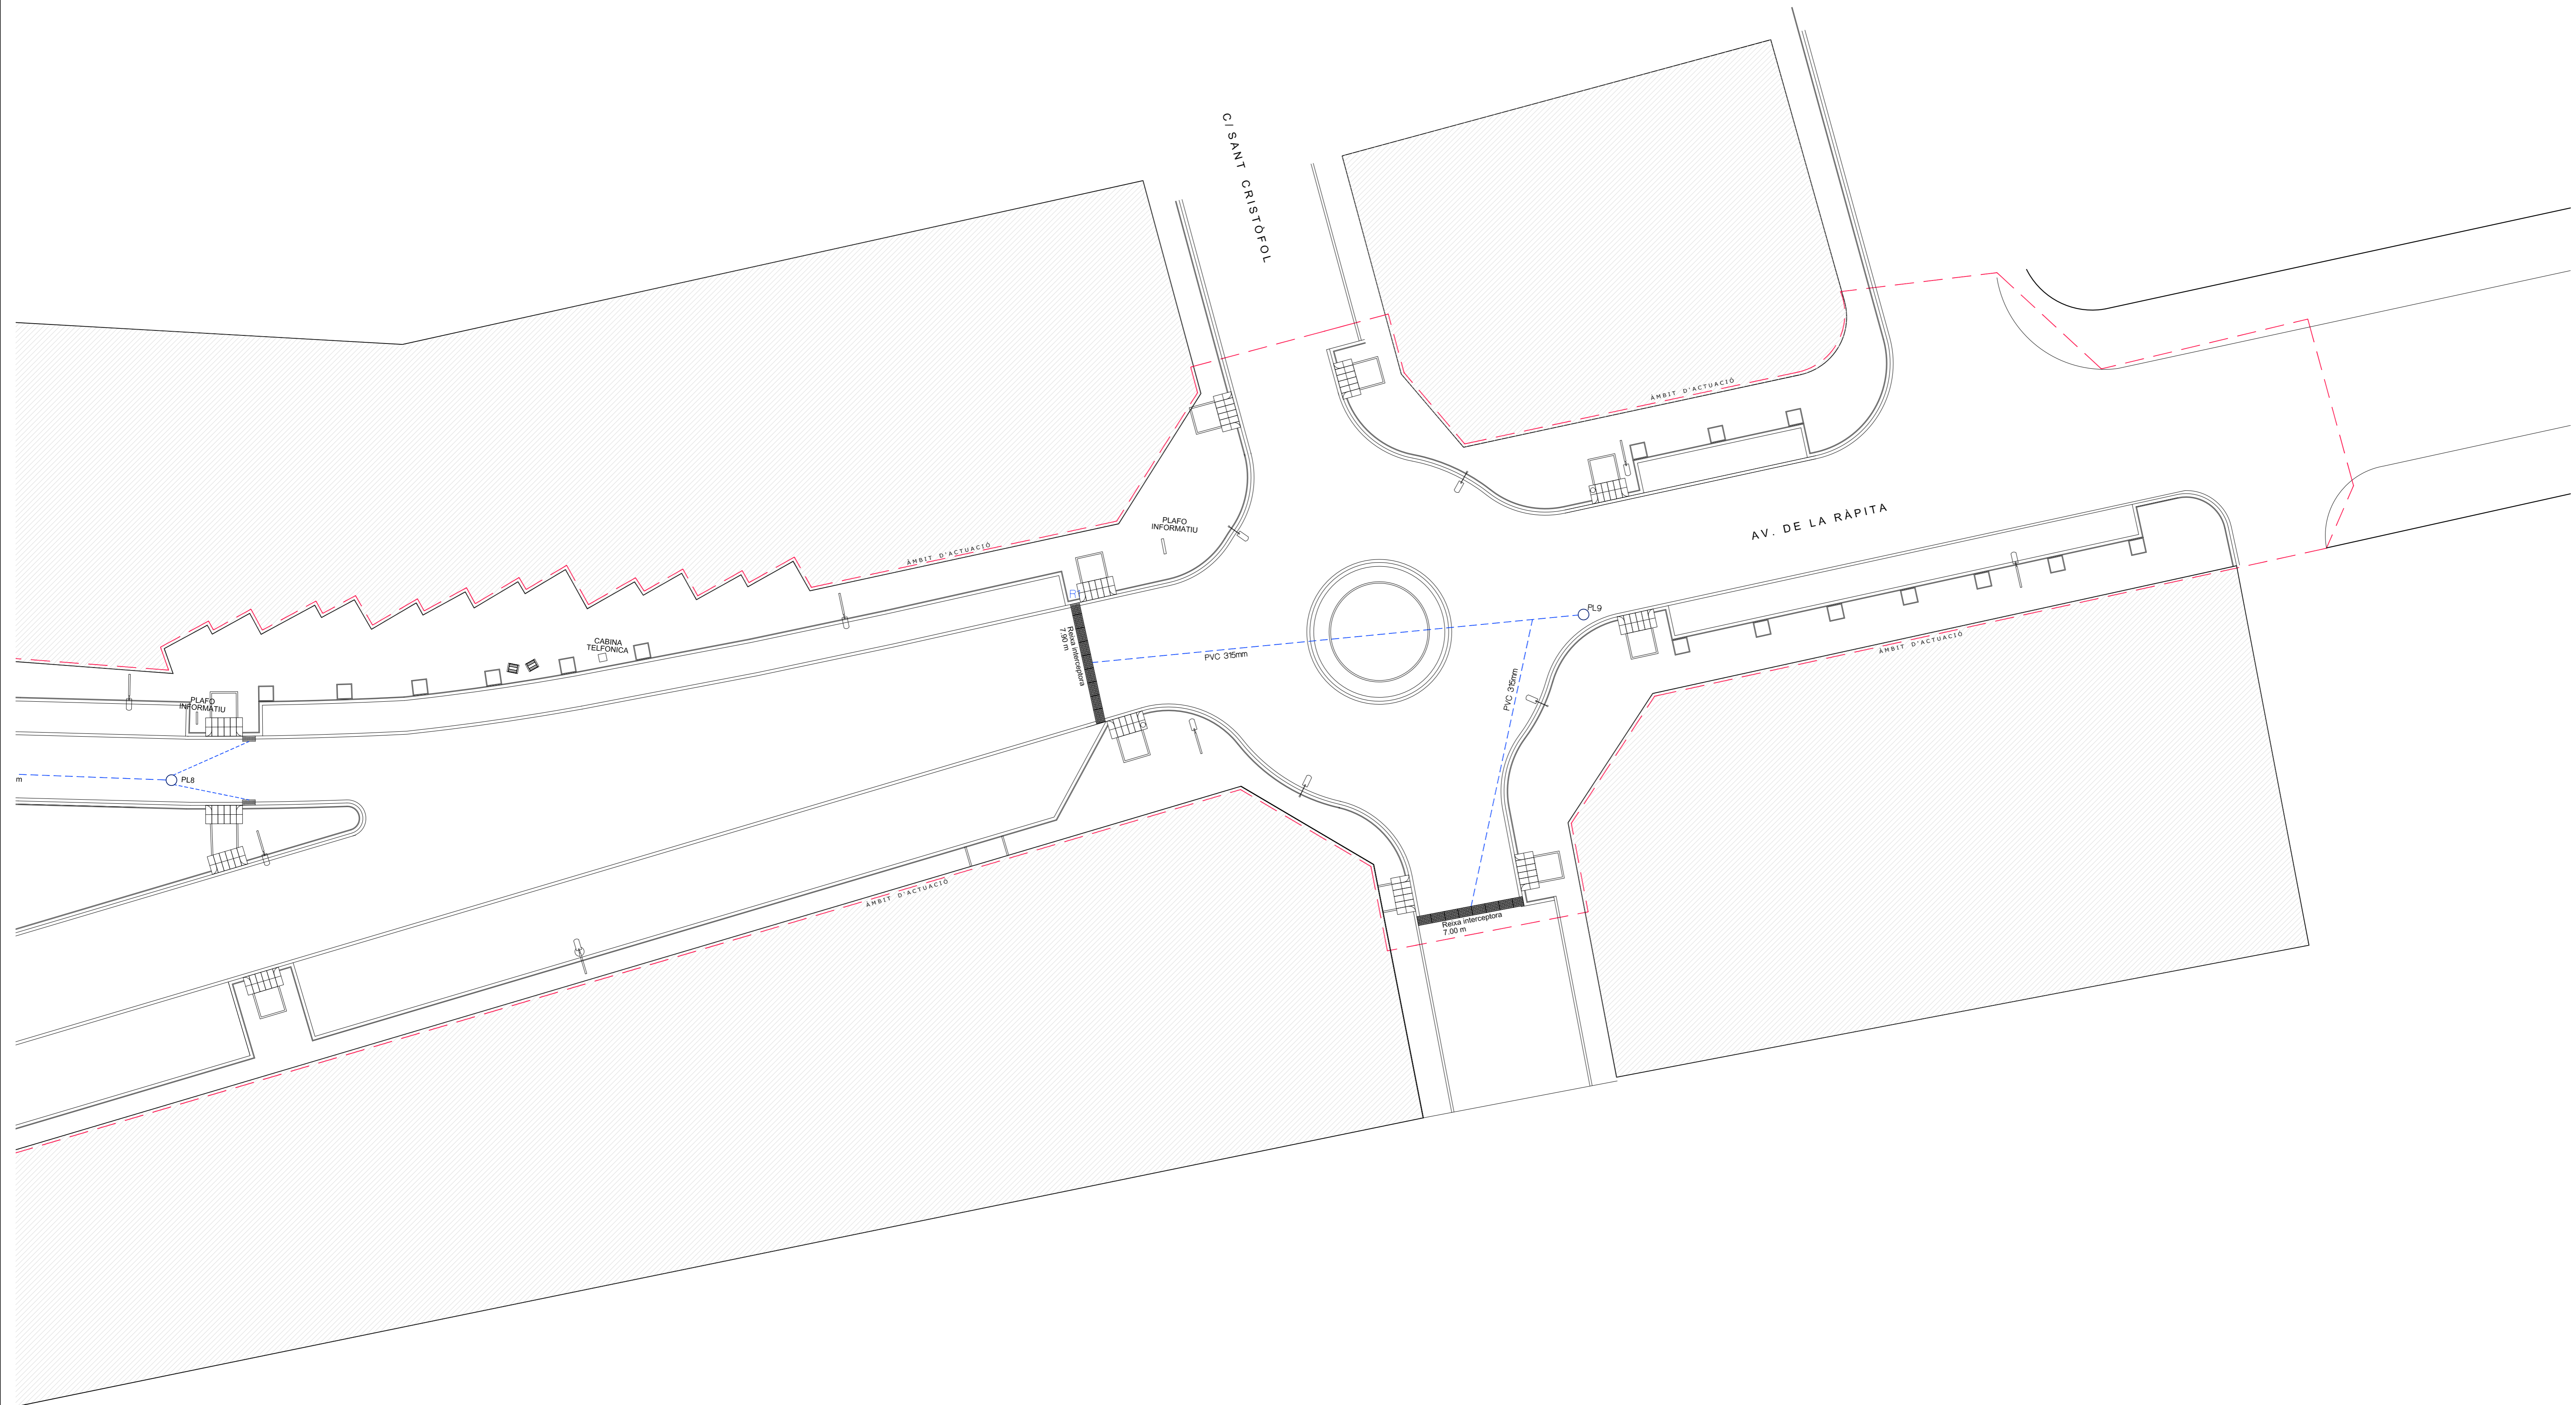 C/SANT CRISTÒFOL
ÀMBIT D'ACTUACIÓ
AV. DE LA RÀPITA
PLAFO
INFORMATIU
ÀMBIT D'ACTUACIÓ
R1
Reixa interceptora
7.90 m
PVC 315mm
PL9
CABINA
TELFONICA
ÀMBIT D'ACTUACIÓ
PVC 315mm
PLAFO
INFORMATIU
m
PL8
ÀMBIT D'ACTUACIÓ
Reixa interceptora
7.00 m